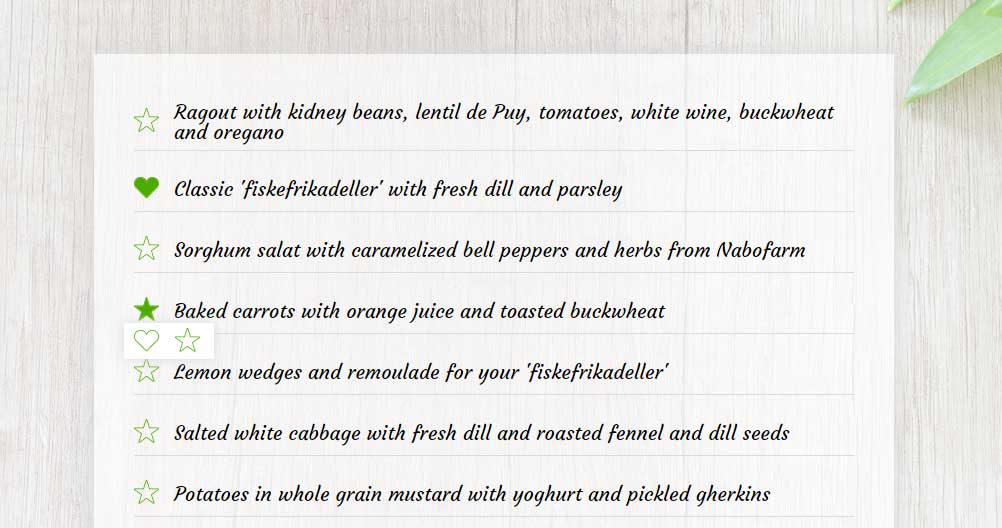 Ragout with kidney beans, lentil de Puy, tomatoes, white wine, buckwheat
and oregano
Classic 'fiskefrikadeller' with fresh dill and parsley
Sorghum salat with caramelized bell peppers and herbs from Nabofarm
Baked carrots with orange juice and toasted buckwheat
Lemon wedges and remoulade for your 'fiskefrikadeller'
Salted white cabbage with fresh dill and roasted fennel and dill seeds
Potatoes in whole grain mustard with yoghurt and pickled gherkins